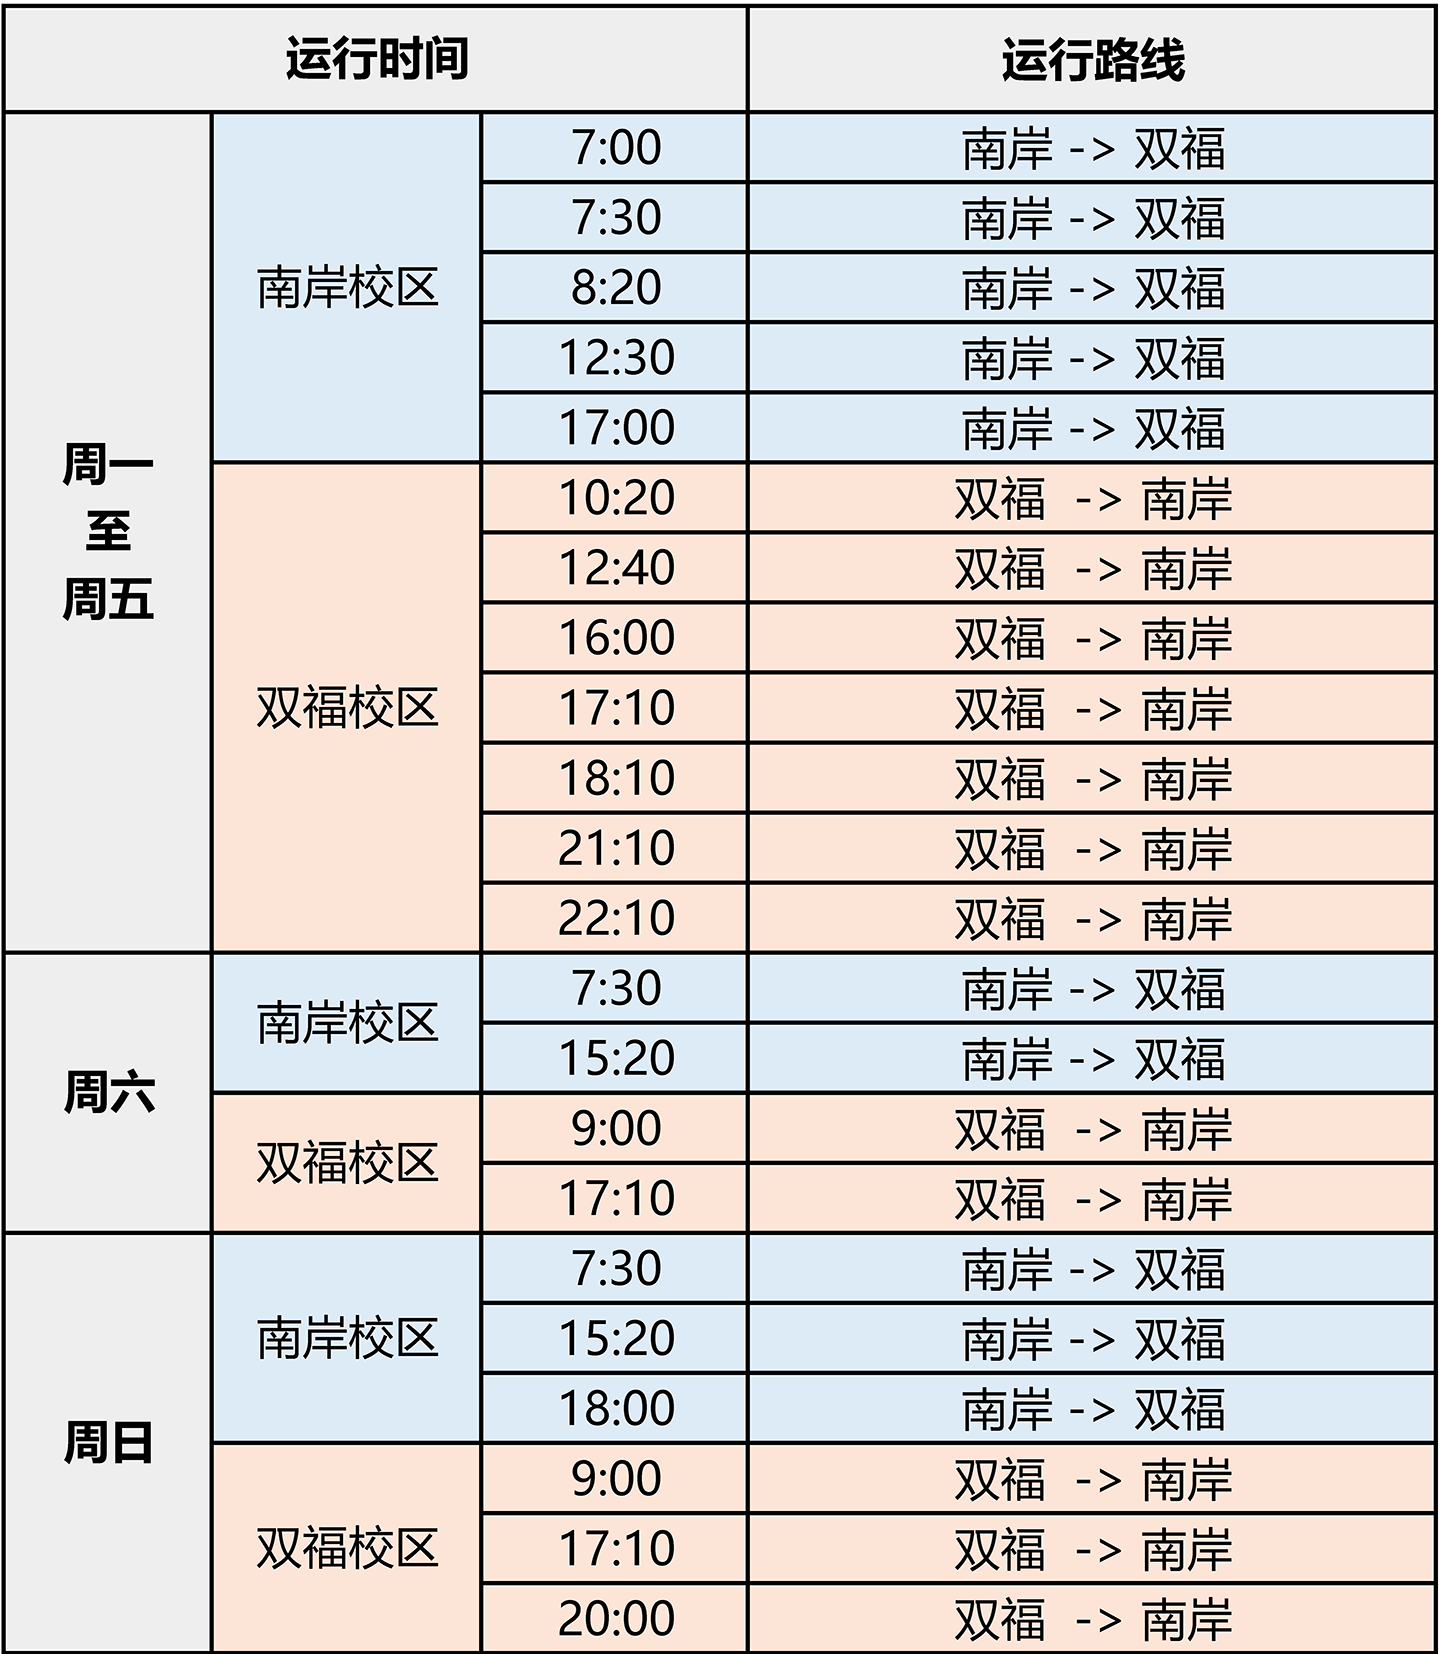 运行时间 运行路线
周一
至
周五
南岸校区
7:00 南岸 -> 双福
7:30 南岸 -> 双福
8:20 南岸 -> 双福
12:30 南岸 -> 双福
17:00 南岸 -> 双福
双福校区
10:20 双福 -> 南岸
12:40 双福 -> 南岸
16:00 双福 -> 南岸
17:10 双福 -> 南岸
18:10 双福 -> 南岸
21:10 双福 -> 南岸
22:10 双福 -> 南岸
周六
南岸校区
7:30 南岸 -> 双福
15:20 南岸 -> 双福
双福校区
9:00 双福 -> 南岸
17:10 双福 -> 南岸
周日
南岸校区
7:30 南岸 -> 双福
15:20 南岸 -> 双福
18:00 南岸 -> 双福
双福校区
9:00 双福 -> 南岸
17:10 双福 -> 南岸
20:00 双福 -> 南岸